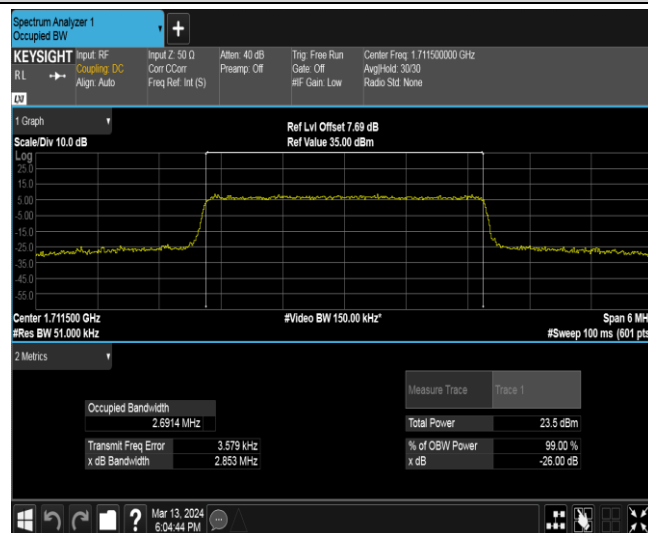 Spectrum Analyzer 1
Occupied BW
KEYSIGHT
Input: RF
Coupling: DC
Align: Auto
Input Z: 50 Ω
Corr CCorr
Freq Ref: Int (S)
Atten: 40 dB
Preamp: Off
Trig: Free Run
Gate: Off
#IF Gain: Low
Center Freq: 1.711500000 GHz
Avg|Hold: 30/30
Radio Std: None
RL
LXI
1 Graph
Scale/Div 10.0 dB
Ref Lvl Offset 7.69 dB
Ref Value 35.00 dBm
Log
25.0
15.0
5.00
-5.00
-15.0
-25.0
-35.0
-45.0
-55.0
Center 1.711500 GHz
#Res BW 51.000 kHz
#Video BW 150.00 kHz*
Span 6 MH
#Sweep 100 ms (601 pts
2 Metrics
Measure Trace
Trace 1
Occupied Bandwidth
2.6914 MHz
Total Power
23.5 dBm
Transmit Freq Error
3.579 kHz
% of OBW Power
99.00 %
x dB Bandwidth
2.853 MHz
x dB
-26.00 dB
?
Mar 13, 2024
6:04:44 PM